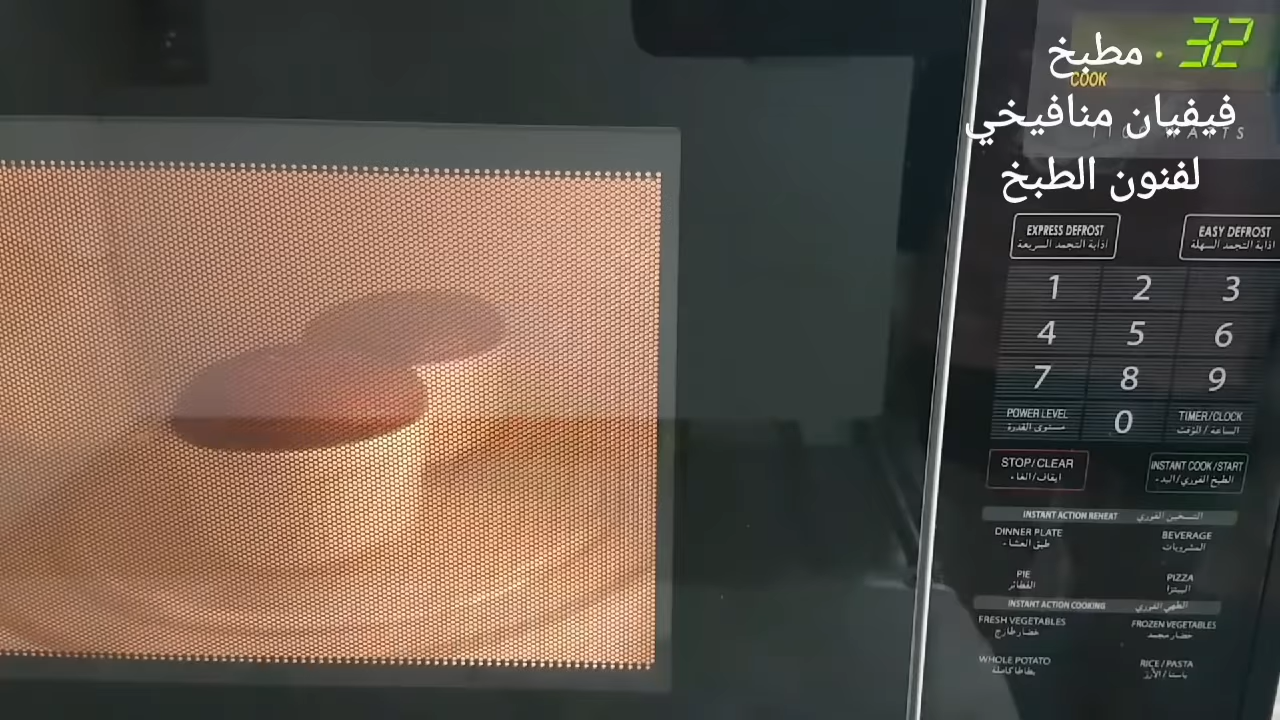 32
COOK
مطبخ
فيفيان منافيخي
لفنون الطبخ
1100 WATTS
EXPRESS DEFROST
اذابة التجمد السريعة
EASY DEFROST
اذابة التجمد السهلة
1 2 3
4 5 6
7 8 9
POWER LEVEL
مستوى القدرة
0
TIMER/CLOCK
الساعة / المؤقت
STOP/CLEAR
ايقاف/الغاء
INSTANT COOK/START
الطبخ الفوري/البدء
INSTANT ACTION REHEAT التسخين الفوري
DINNER PLATE
طبق العشاء
BEVERAGE
المشروبات
PIE
الفطائر
PIZZA
البيتزا
INSTANT ACTION COOKING الطهي الفوري
FRESH VEGETABLES
خضار طازج
FROZEN VEGETABLES
خضار مجمد
WHOLE POTATO
بطاطا كاملة
RICE/PASTA
باستا / الأرز